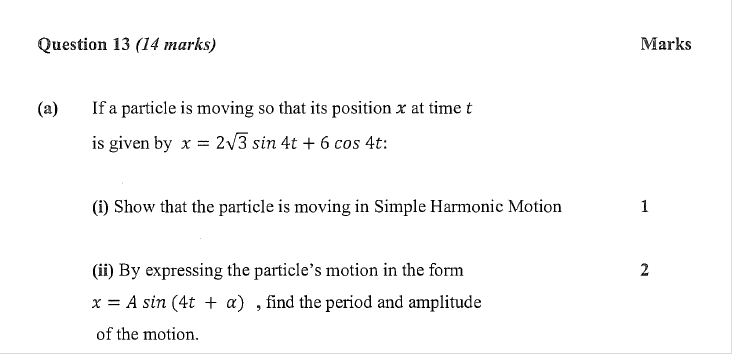 Question 13 (14 marks) Marks
(a) If a particle is moving so that its position x at time t
is given by x = 2√3 sin 4t + 6 cos 4t:
(i) Show that the particle is moving in Simple Harmonic Motion 1
(ii) By expressing the particle's motion in the form 2
x = A sin (4t + α) , find the period and amplitude
of the motion.